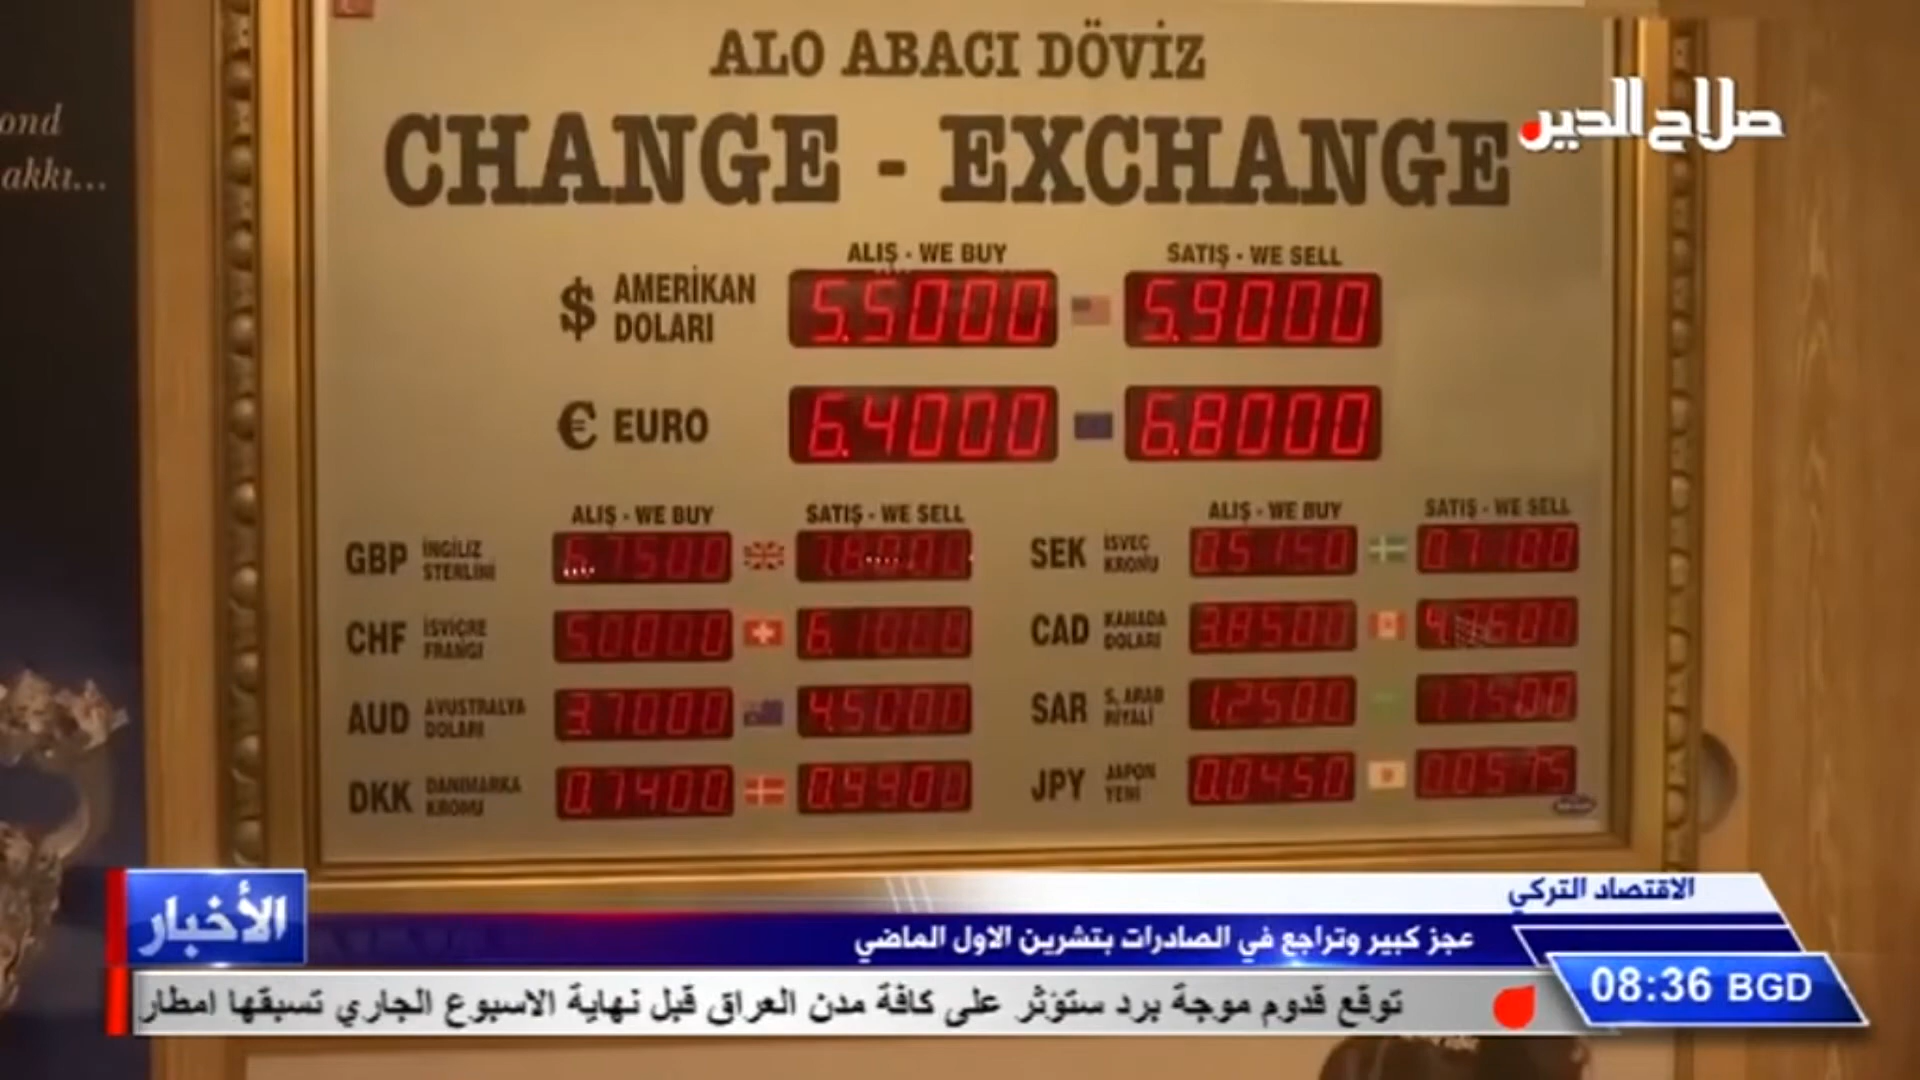 ALO ABACI DÖVİZ
CHANGE - EXCHANGE
صلاح الدين
ond
akkı...
ALIŞ - WE BUY
SATIŞ - WE SELL
$ AMERİKAN DOLARI 5.5000 5.9000
€ EURO 6.4000 6.8000
ALIŞ - WE BUY SATIŞ - WE SELL ALIŞ - WE BUY SATIŞ - WE SELL
GBP İNGİLİZ STERLİNİ 6.7500
SEK İSVEÇ KRONU 0.5150 0.7100
CHF İSVİÇRE FRANGI 5.0000 6.1000
CAD KANADA DOLARI 3.8500
AUD AVUSTRALYA DOLARI 3.7000 4.5000
SAR S. ARAB RİYALİ 1.2500 1.7500
DKK DANİMARKA KRONU 0.7400 0.9900
JPY JAPON YENİ 0.0450 0.0575
الأخبار
الاقتصاد التركي
عجز كبير وتراجع في الصادرات بتشرين الاول الماضي
08:36 BGD
توقع قدوم موجة برد ستؤثر على كافة مدن العراق قبل نهاية الاسبوع الجاري تسبقها امطار